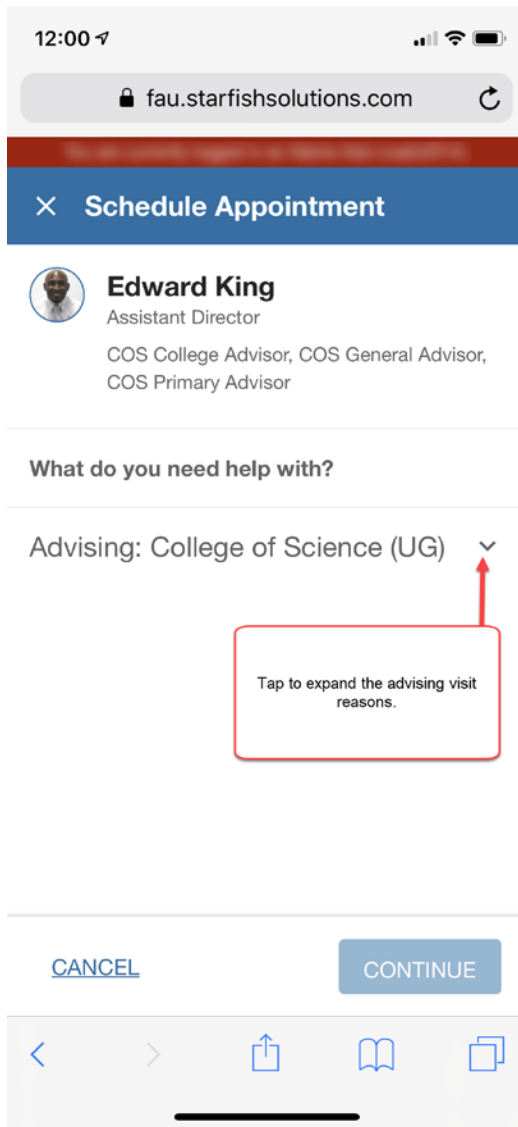 12:00
fau.starfishsolutions.com
Schedule Appointment
Edward King
Assistant Director
COS College Advisor, COS General Advisor,
COS Primary Advisor
What do you need help with?
Advising: College of Science (UG)
Tap to expand the advising visit
reasons.
CANCEL
CONTINUE